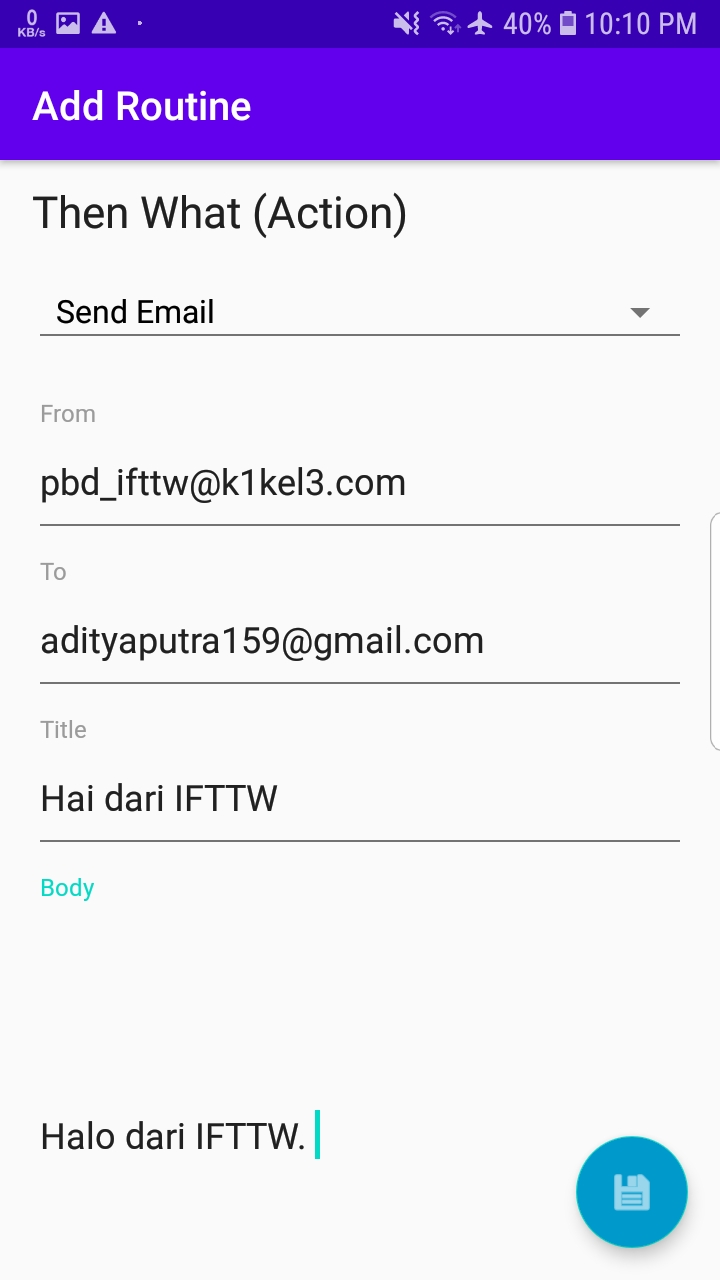 0
KB/s
40% 10:10 PM
Add Routine
Then What (Action)
Send Email
From
pbd_ifttw@k1kel3.com
To
adityaputra159@gmail.com
Title
Hai dari IFTTW
Body
Halo dari IFTTW.